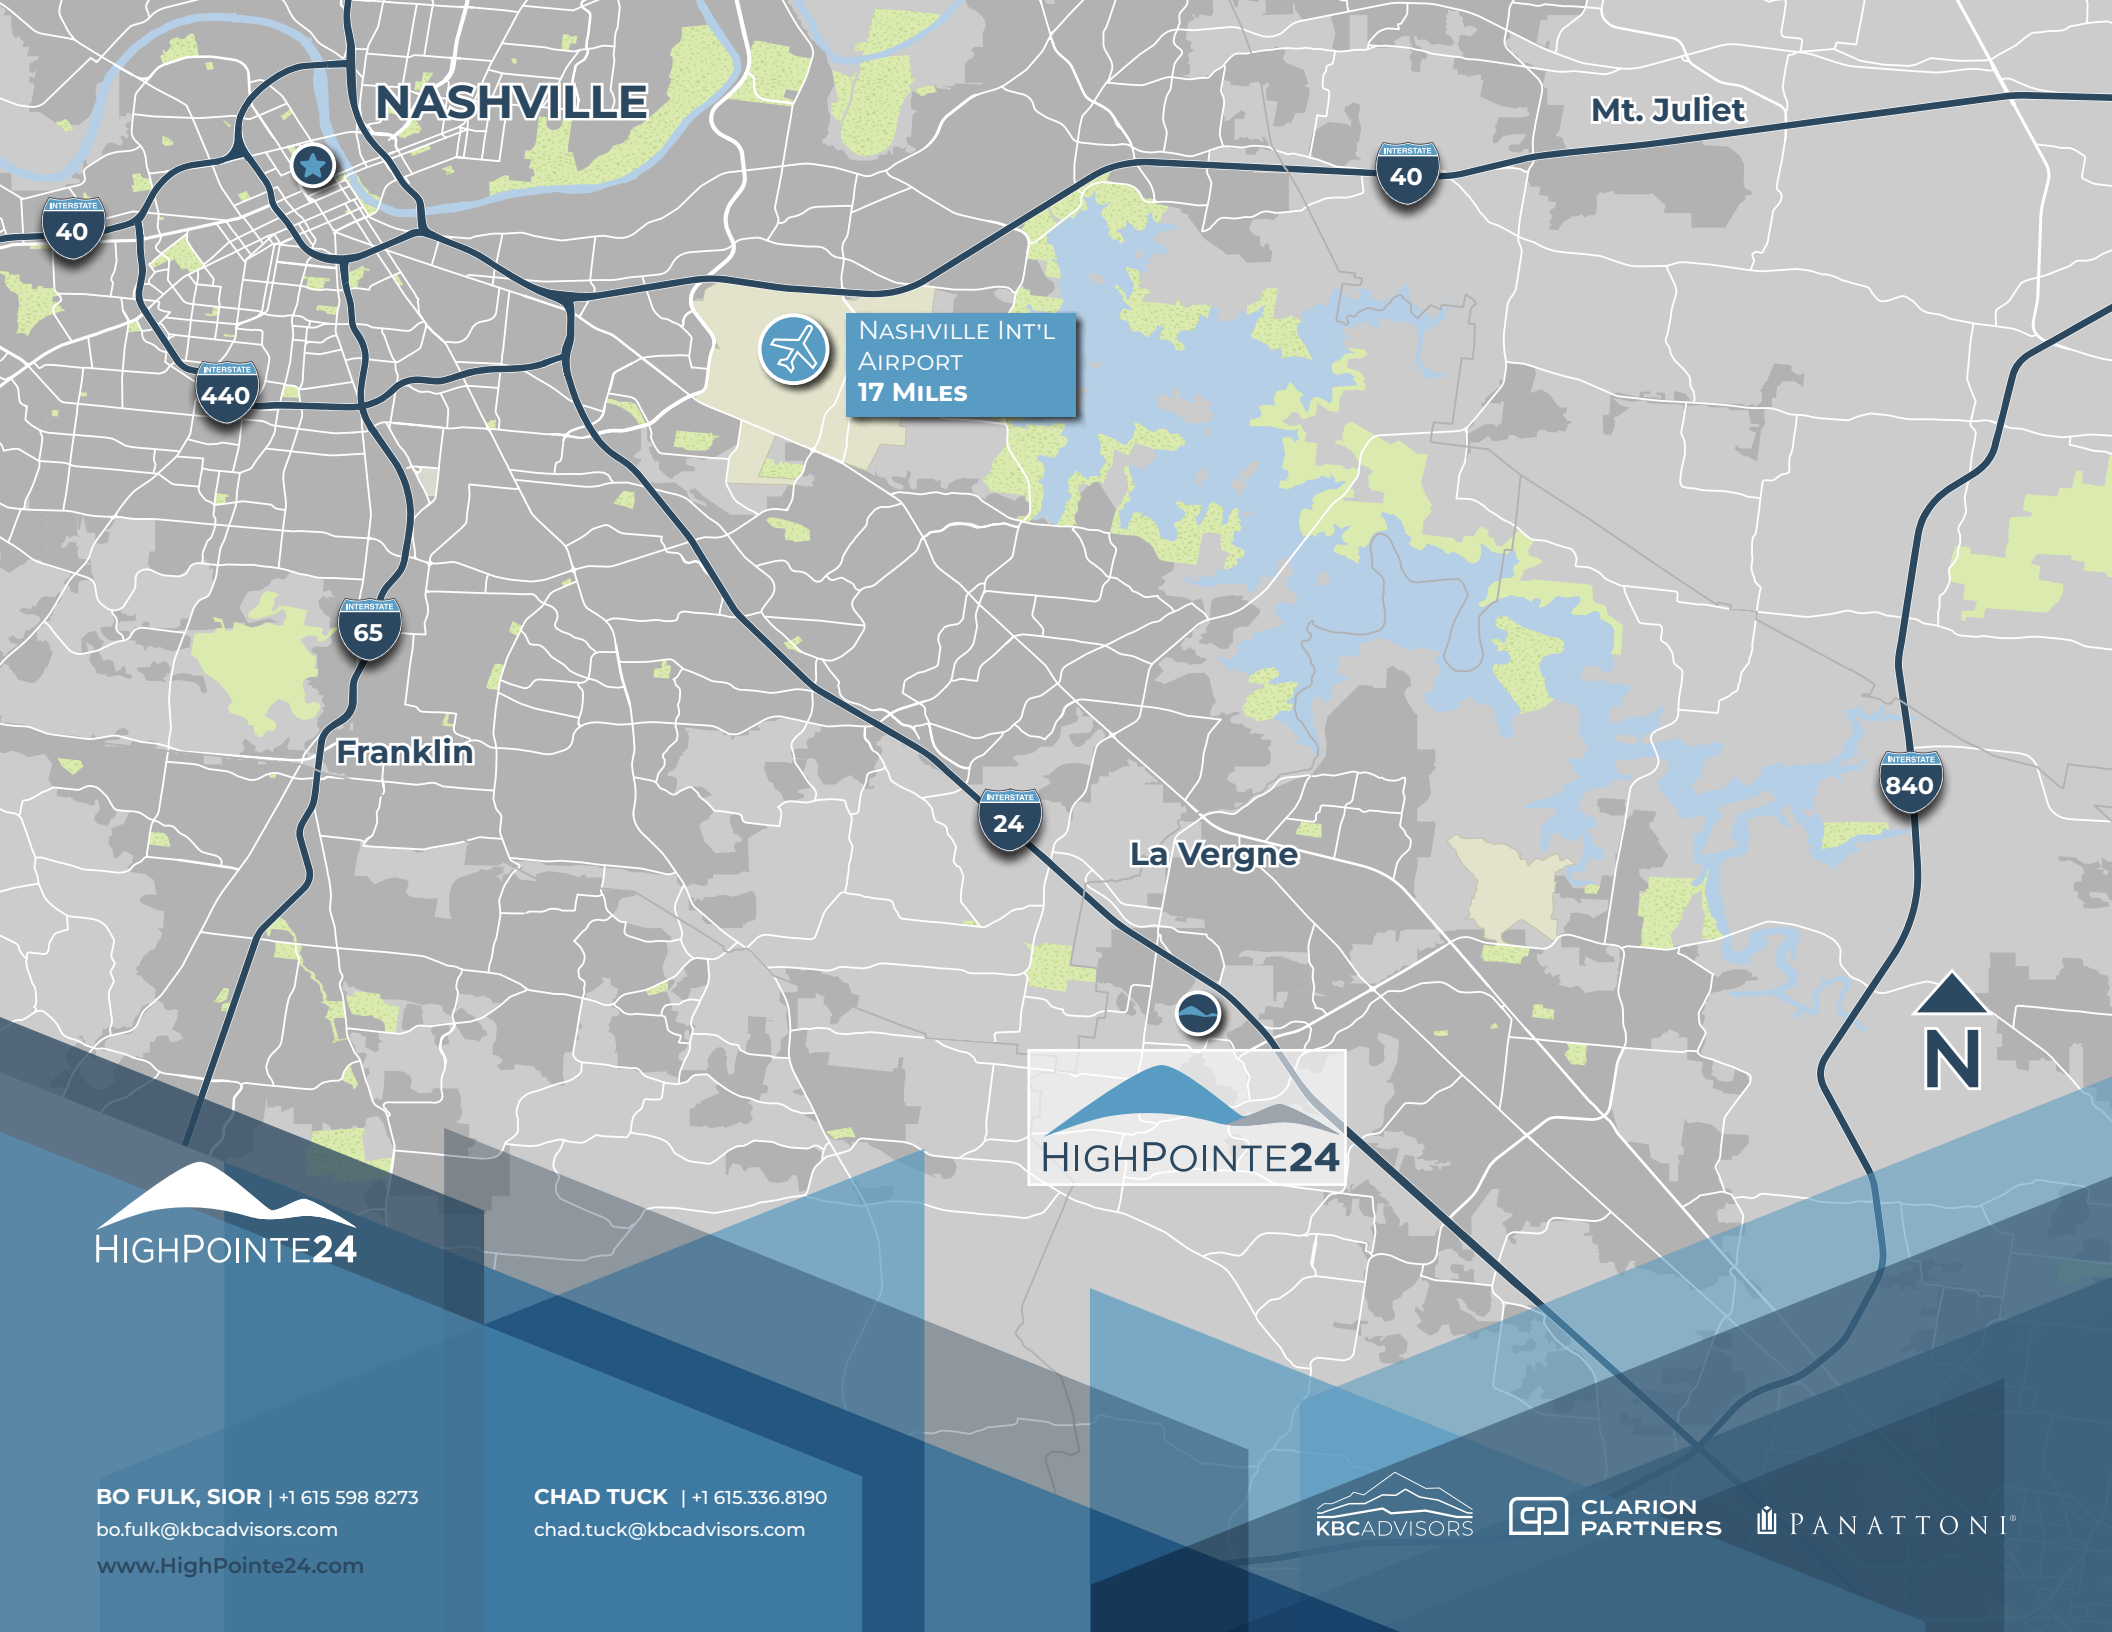 NASHVILLE
Mt. Juliet
INTERSTATE
40
INTERSTATE
40
NASHVILLE INT'L
AIRPORT
17 MILES
INTERSTATE
440
INTERSTATE
65
Franklin
INTERSTATE
840
INTERSTATE
24
La Vergne
N
HIGHPOINTE24
HIGHPOINTE24
BO FULK, SIOR | +1 615 598 8273
bo.fulk@kbcadvisors.com
www.HighPointe24.com
CHAD TUCK | +1 615.336.8190
chad.tuck@kbcadvisors.com
KBCADVISORS
CP CLARION
PARTNERS
PANATTONI®